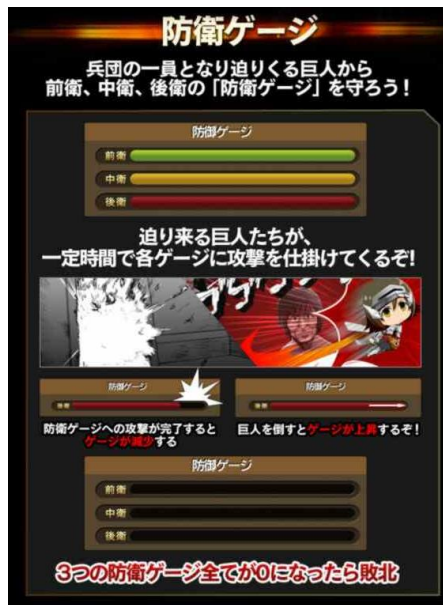 防衛ゲージ
兵団の一員となり迫りくる巨人から
前衛、中衛、後衛の「防衛ゲージ」を守ろう！
防御ゲージ
前衛
中衛
後衛
迫り来る巨人たちが、
一定時間で各ゲージに攻撃を仕掛けてくるぞ！
防御ゲージ
後衛
防衛ゲージへの攻撃が完了すると
ゲージが減少する
防御ゲージ
後衛
巨人を倒すとゲージが上昇するぞ！
防御ゲージ
前衛
中衛
後衛
3つの防衛ゲージ全てが0になったら敗北